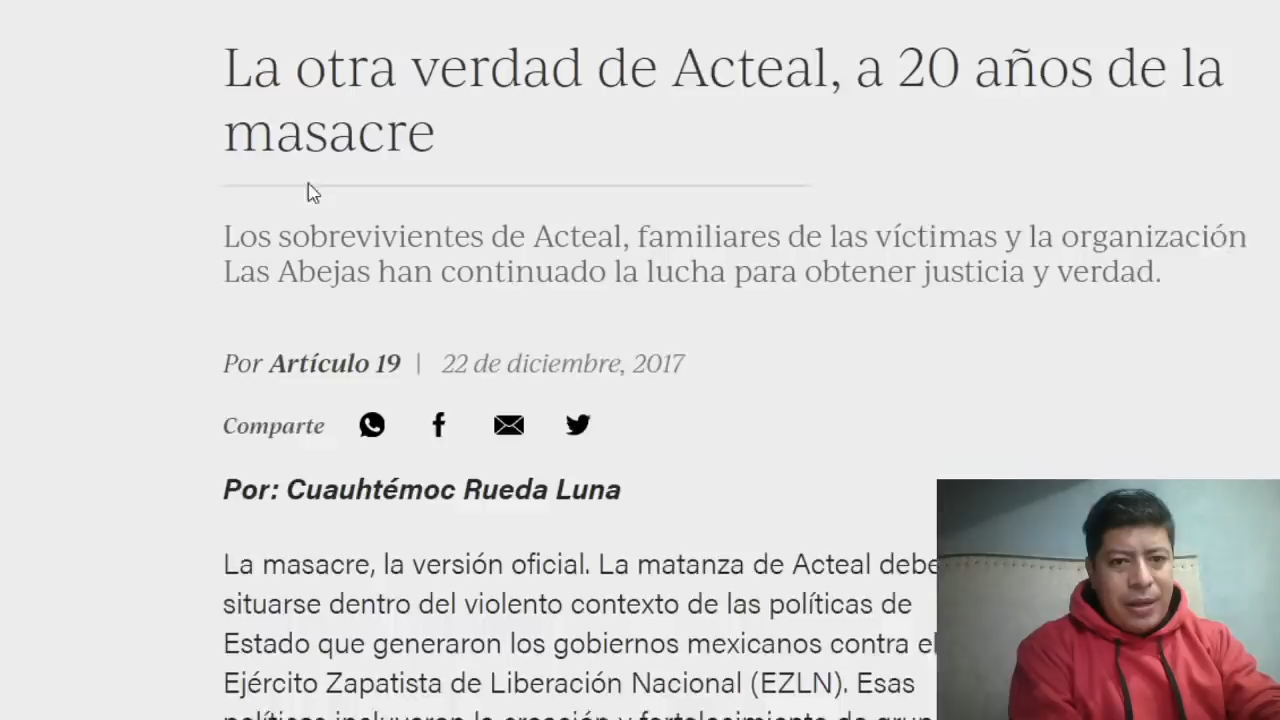 La otra verdad de Acteal, a 20 años de la
masacre
Los sobrevivientes de Acteal, familiares de las víctimas y la organización
Las Abejas han continuado la lucha para obtener justicia y verdad.
Por Artículo 19 | 22 de diciembre, 2017
Comparte
Por: Cuauhtémoc Rueda Luna
La masacre, la versión oficial. La matanza de Acteal debe
situarse dentro del violento contexto de las políticas de
Estado que generaron los gobiernos mexicanos contra el
Ejército Zapatista de Liberación Nacional (EZLN). Esas